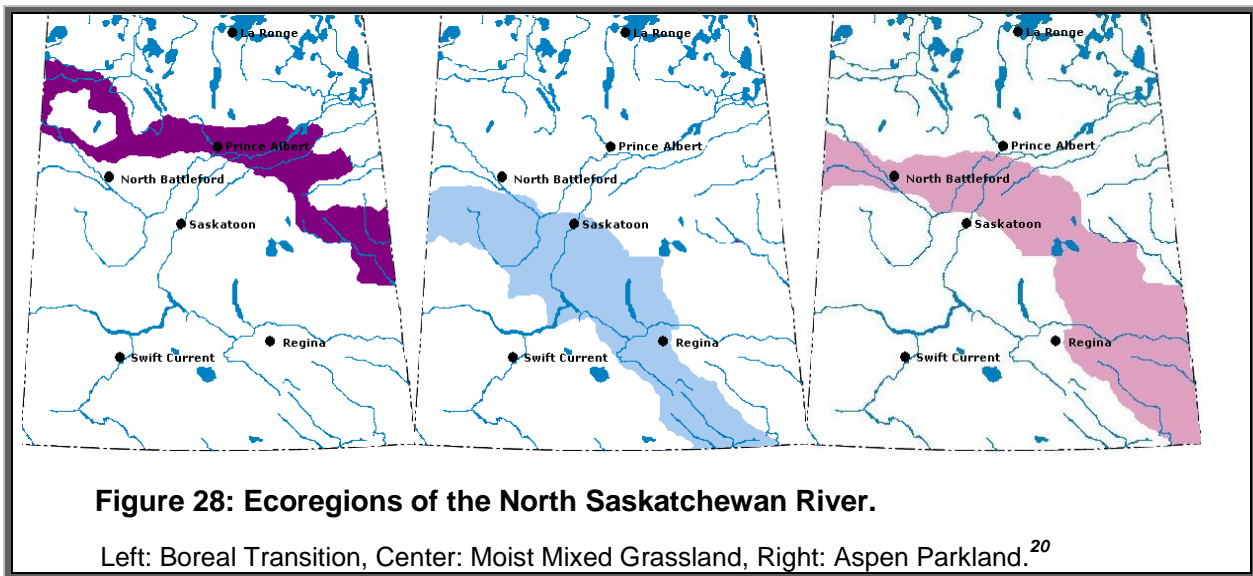 La Ronge
Prince Albert
North Battleford
Saskatoon
Regina
Swift Current
La Ronge
Prince Albert
North Battleford
Saskatoon
Regina
Swift Current
La Ronge
Prince Albert
North Battleford
Saskatoon
Regina
Swift Current
Figure 28: Ecoregions of the North Saskatchewan River.
Left: Boreal Transition, Center: Moist Mixed Grassland, Right: Aspen Parkland.20